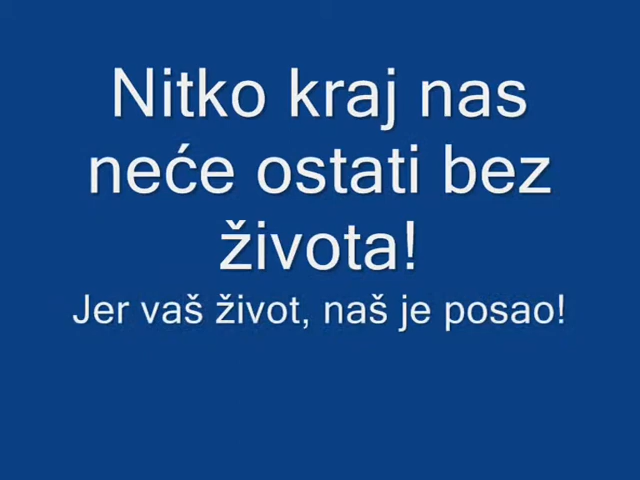 Nitko kraj nas
neće ostati bez
života!
Jer vaš život, naš je posao!